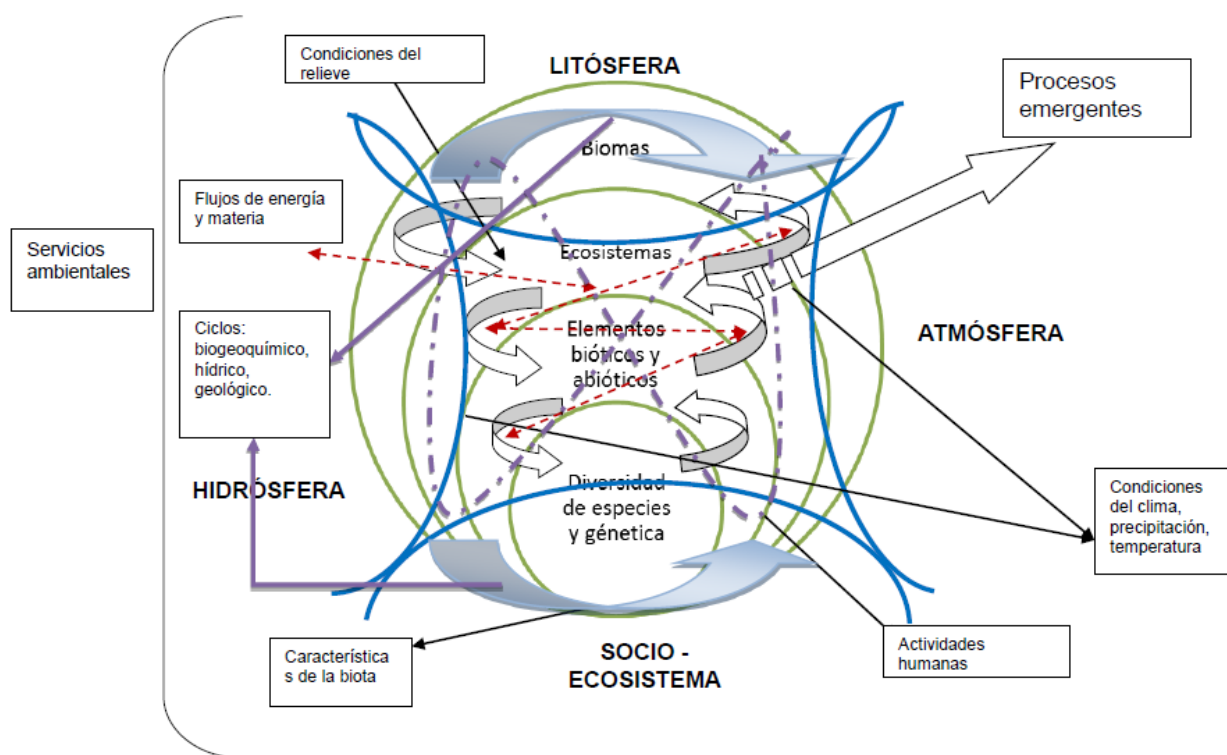 Condiciones del
relieve
LITÓSFERA
Procesos
emergentes
Biomas
Flujos de energía
y materia
Servicios
ambientales
Ecosistemas
Ciclos:
biogeoquímico,
hídrico,
geológico.
Elementos
bióticos y
abióticos
ATMÓSFERA
HIDRÓSFERA
Diversidad
de especies
y génetica
Condiciones
del clima,
precipitación,
temperatura
Característica
s de la biota
SOCIO -
ECOSISTEMA
Actividades
humanas